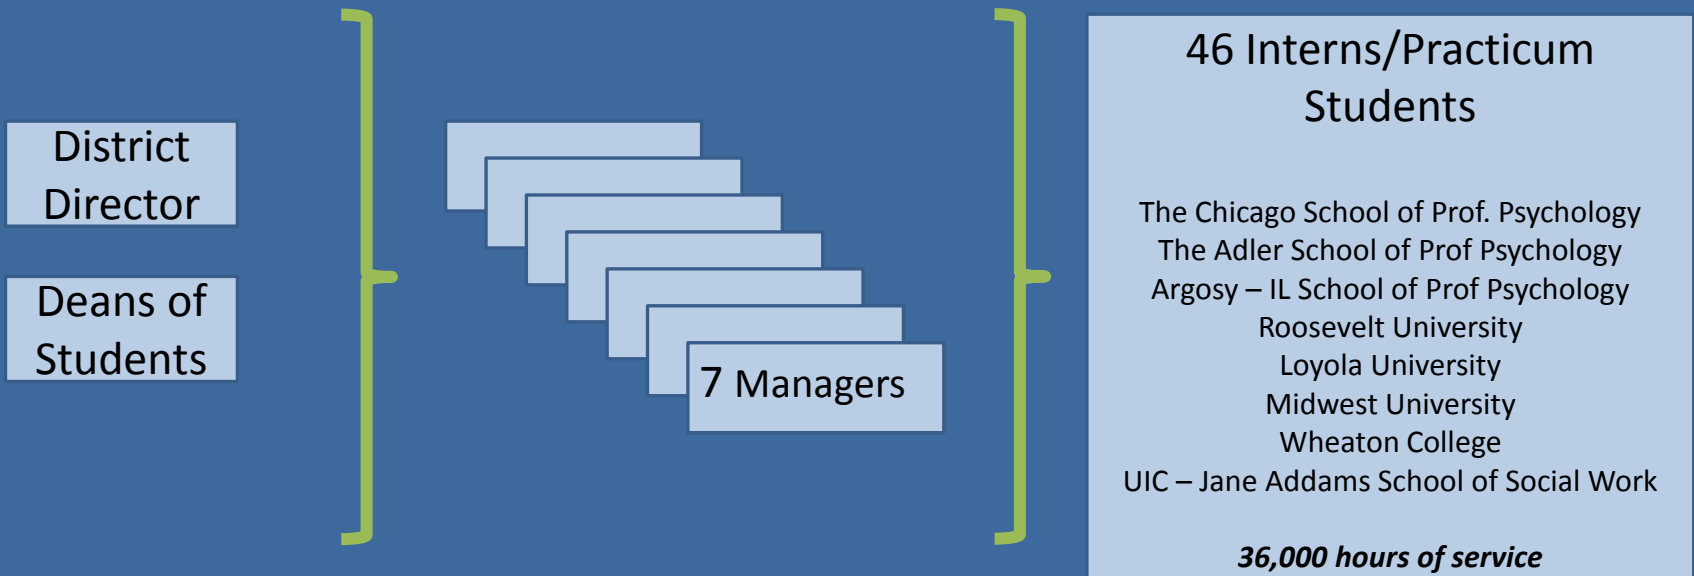 District
Director
Deans of
Students
7 Managers
46 Interns/Practicum
Students
The Chicago School of Prof. Psychology
The Adler School of Prof Psychology
Argosy – IL School of Prof Psychology
Roosevelt University
Loyola University
Midwest University
Wheaton College
UIC – Jane Addams School of Social Work
36,000 hours of service